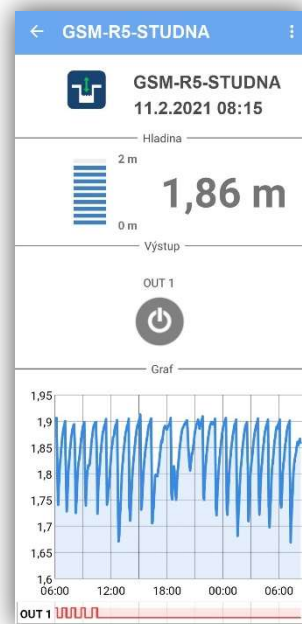 GSM-R5-STUDNA
GSM-R5-STUDNA
11.2.2021 08:15
Hladina
2 m
1,86 m
0 m
Výstup
OUT 1
Graf
1,95
1,9
1,85
1,8
1,75
1,7
1,65
1,6
06:00 12:00 18:00 00:00 06:00
OUT 1